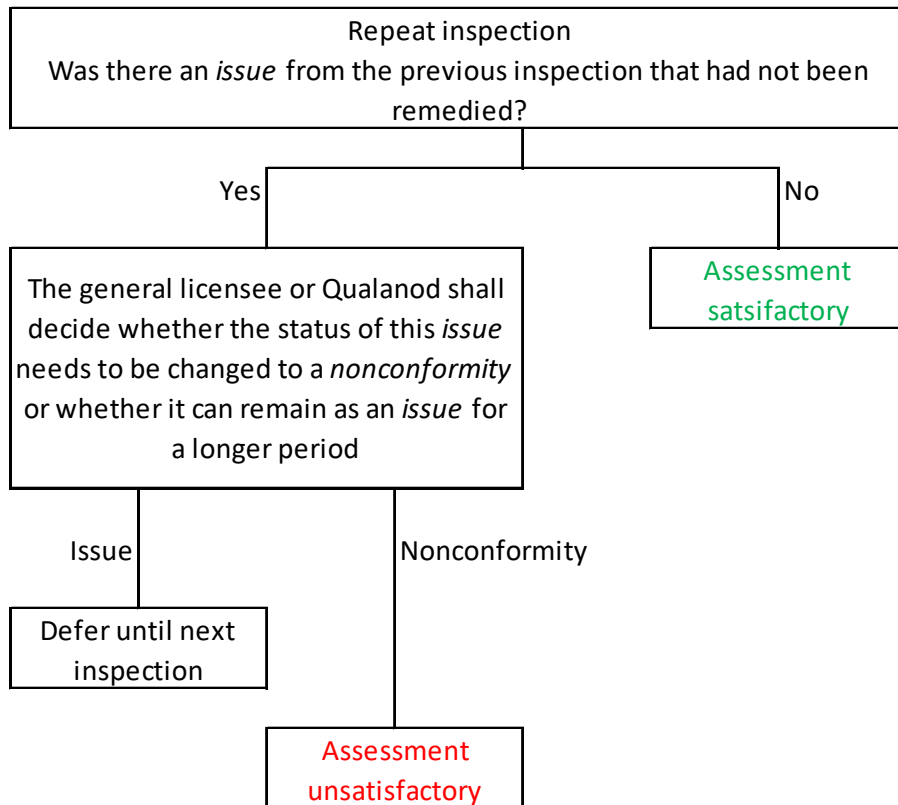 Repeat inspection
Was there an issue from the previous inspection that had not been
remedied?
Yes
No
The general licensee or Qualanod shall
decide whether the status of this issue
needs to be changed to a nonconformity
or whether it can remain as an issue for
a longer period
Assessment
satsifactory
Issue
Nonconformity
Defer until next
inspection
Assessment
unsatisfactory